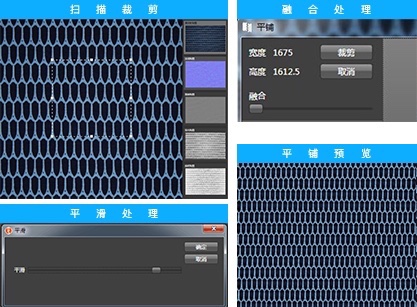 扫描裁剪
融合处理
平铺
宽度 1675 裁剪
高度 1612.5 取消
融合
平滑处理
平滑
确定
取消
平滑
平铺预览